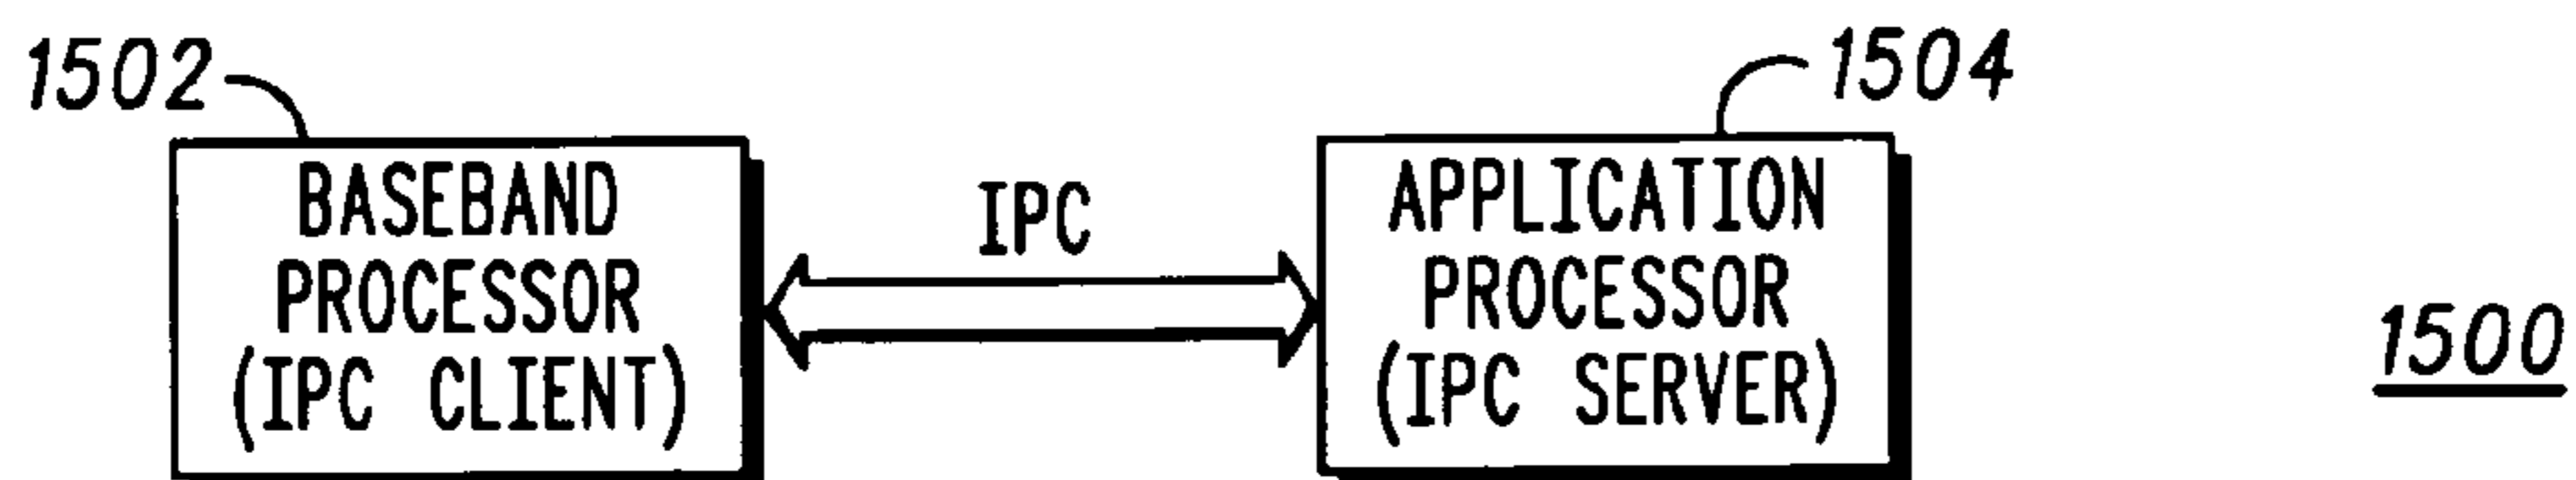 1502
1504
BASEBAND
PROCESSOR
(IPC CLIENT)
IPC
APPLICATION
PROCESSOR
(IPC SERVER)
1500